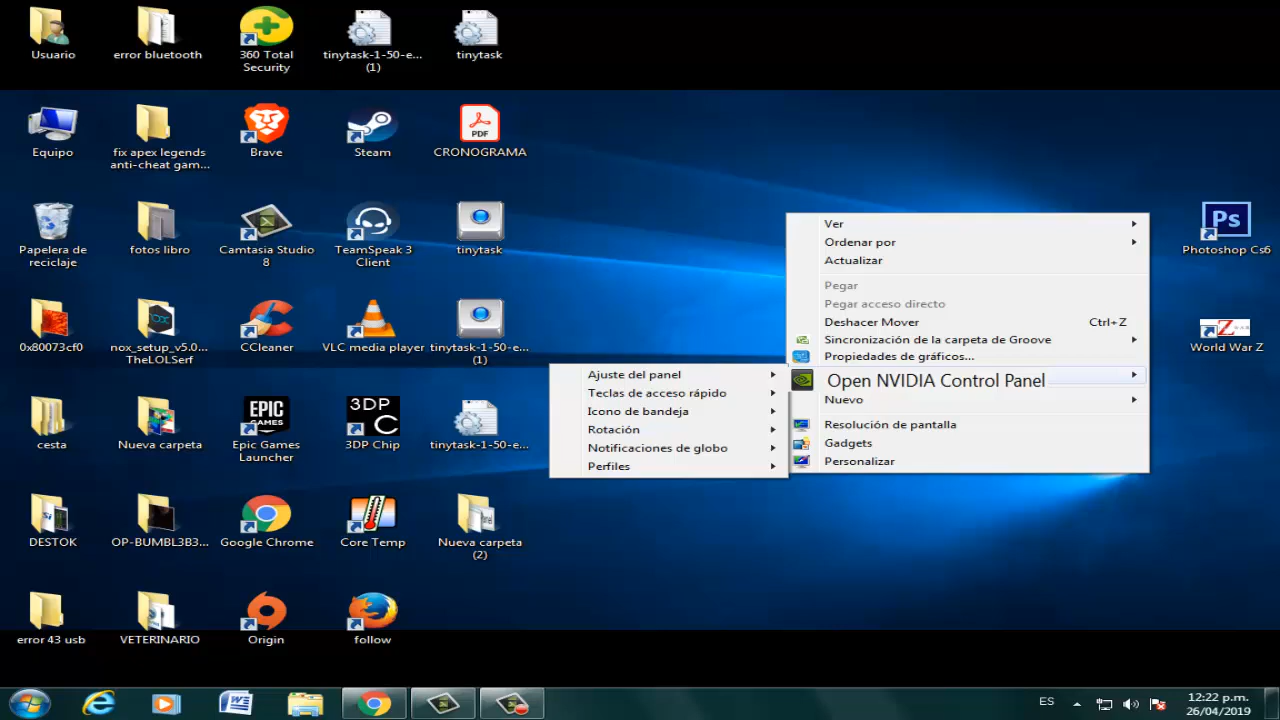 Usuario
error bluetooth
360 Total
Security
tinytask-1-50-e...
(1)
tinytask
Equipo
fix apex legends
anti-cheat gam...
Brave
Steam
PDF
CRONOGRAMA
Papelera de
reciclaje
fotos libro
Camtasia Studio
8
TeamSpeak 3
Client
tinytask
Ps
Photoshop Cs6
0x80073cf0
nox_setup_v5.0...
TheLOLSerf
CCleaner
VLC media player
tinytask-1-50-e...
(1)
World War Z
cesta
Nueva carpeta
EPIC
GAMES
Epic Games
Launcher
3DP
C
3DP Chip
tinytask-1-50-e...
DESTOK
OP-BUMBL3B3...
Google Chrome
Core Temp
Nueva carpeta
(2)
error 43 usb
VETERINARIO
Origin
follow
Ver
Ordenar por
Actualizar
Pegar
Pegar acceso directo
Deshacer Mover Ctrl+Z
Sincronización de la carpeta de Groove
Propiedades de gráficos...
Open NVIDIA Control Panel
Nuevo
Resolución de pantalla
Gadgets
Personalizar
Ajuste del panel
Teclas de acceso rápido
Icono de bandeja
Rotación
Notificaciones de globo
Perfiles
ES
12:22 p.m.
26/04/2019